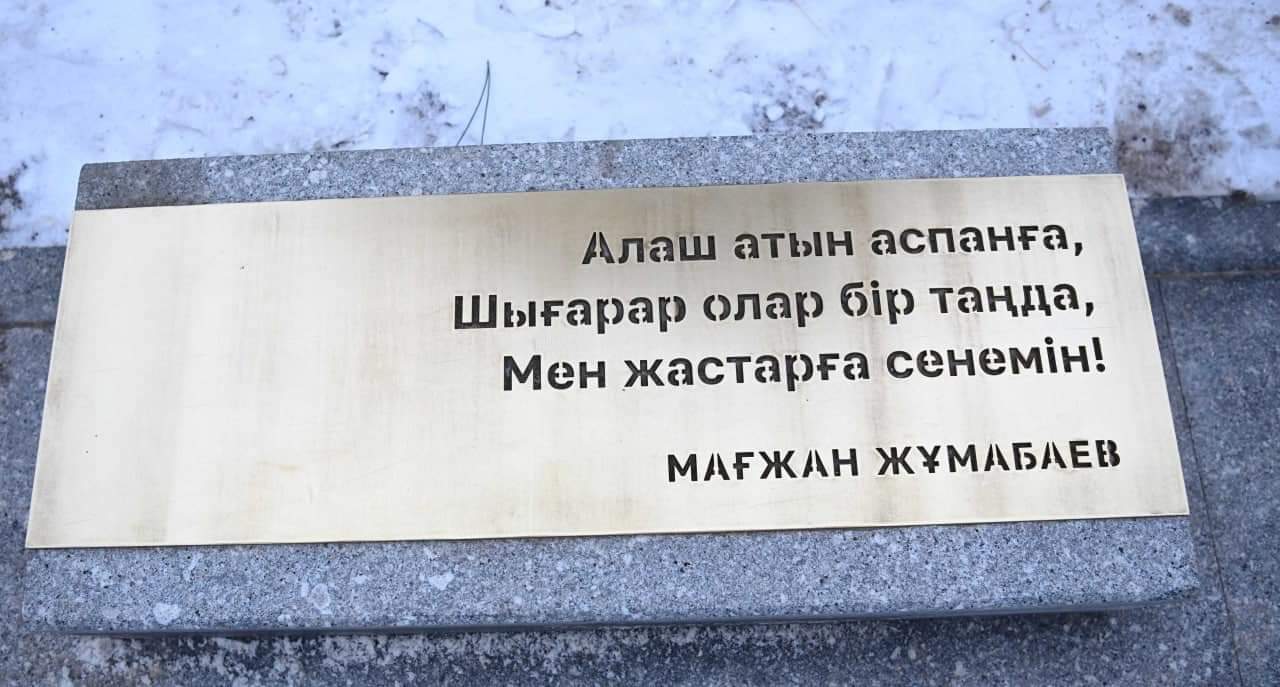 Алаш атын аспанға,
Шығарар олар бір таңда,
Мен жастарға сенемін!
МАҒЖАН ЖҰМАБАЕВ